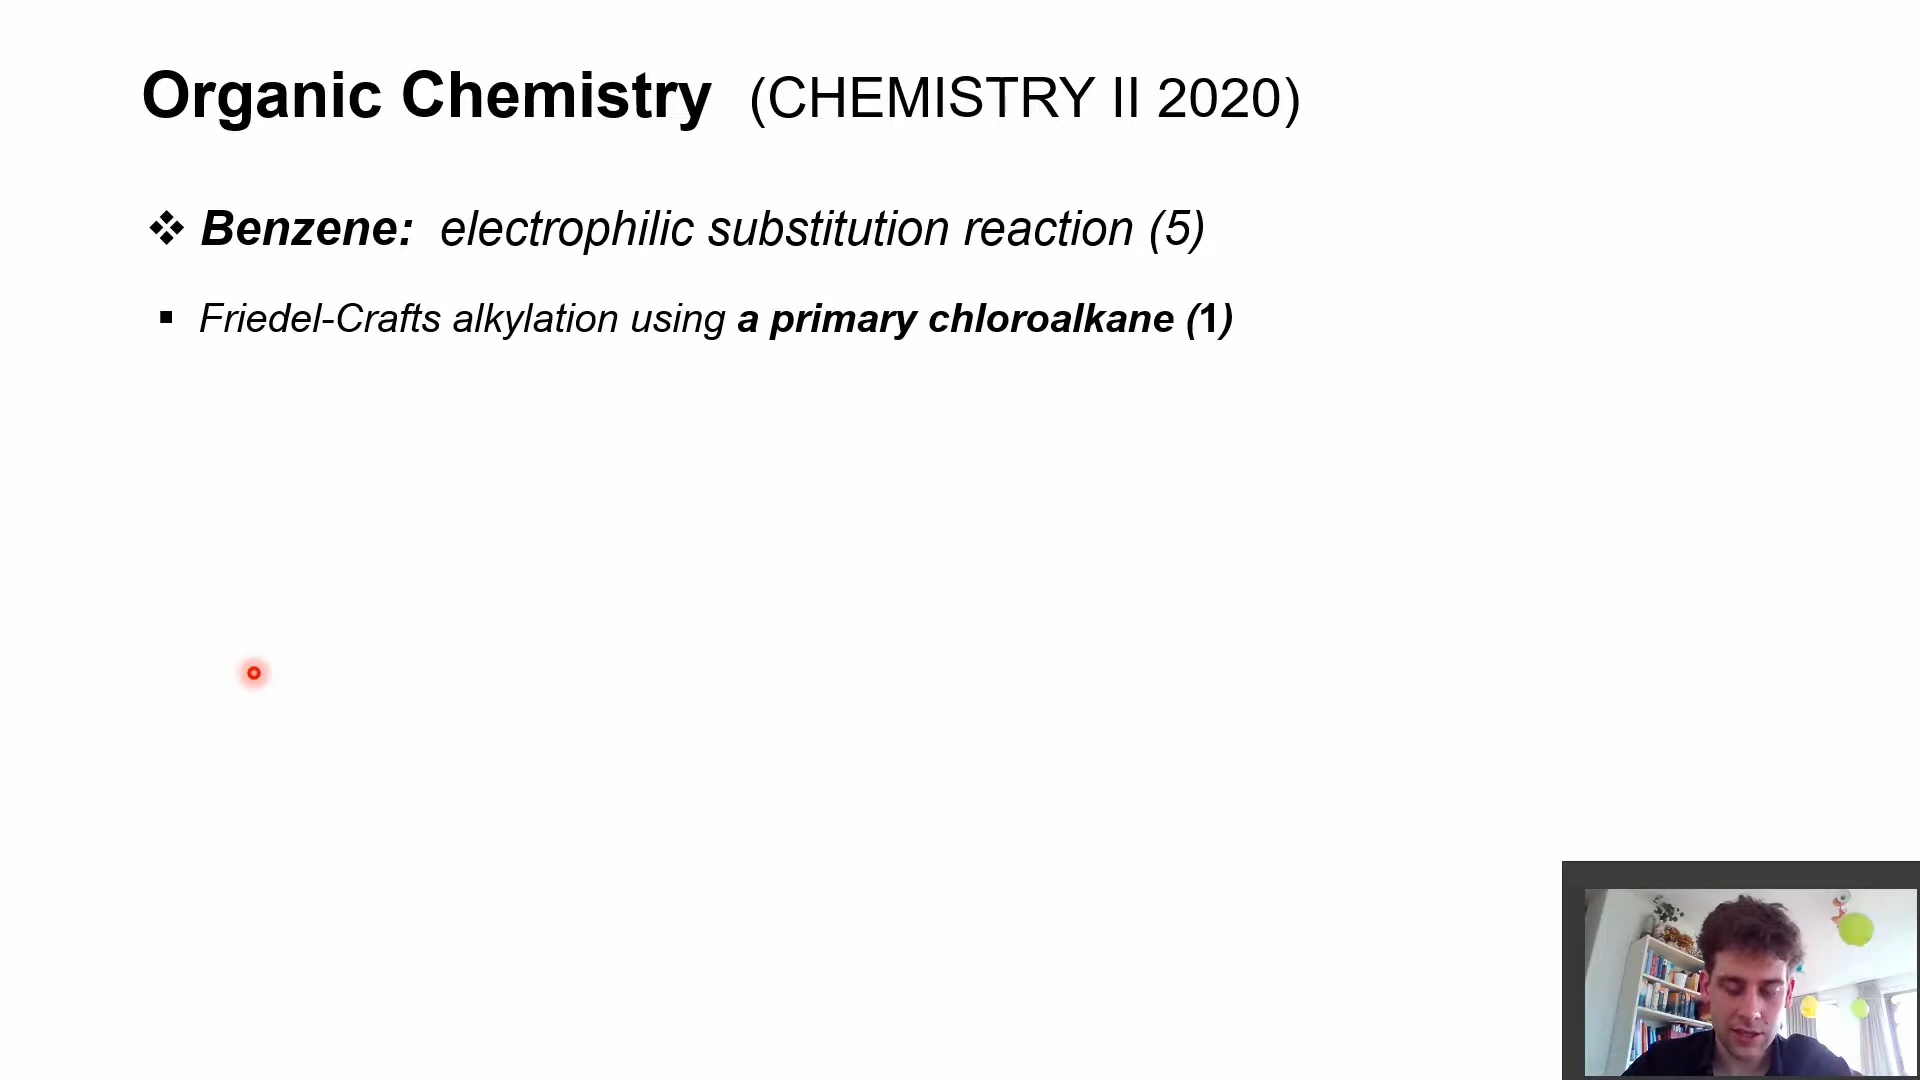 Organic Chemistry (CHEMISTRY II 2020)
❖ Benzene: electrophilic substitution reaction (5)
▪ Friedel-Crafts alkylation using a primary chloroalkane (1)